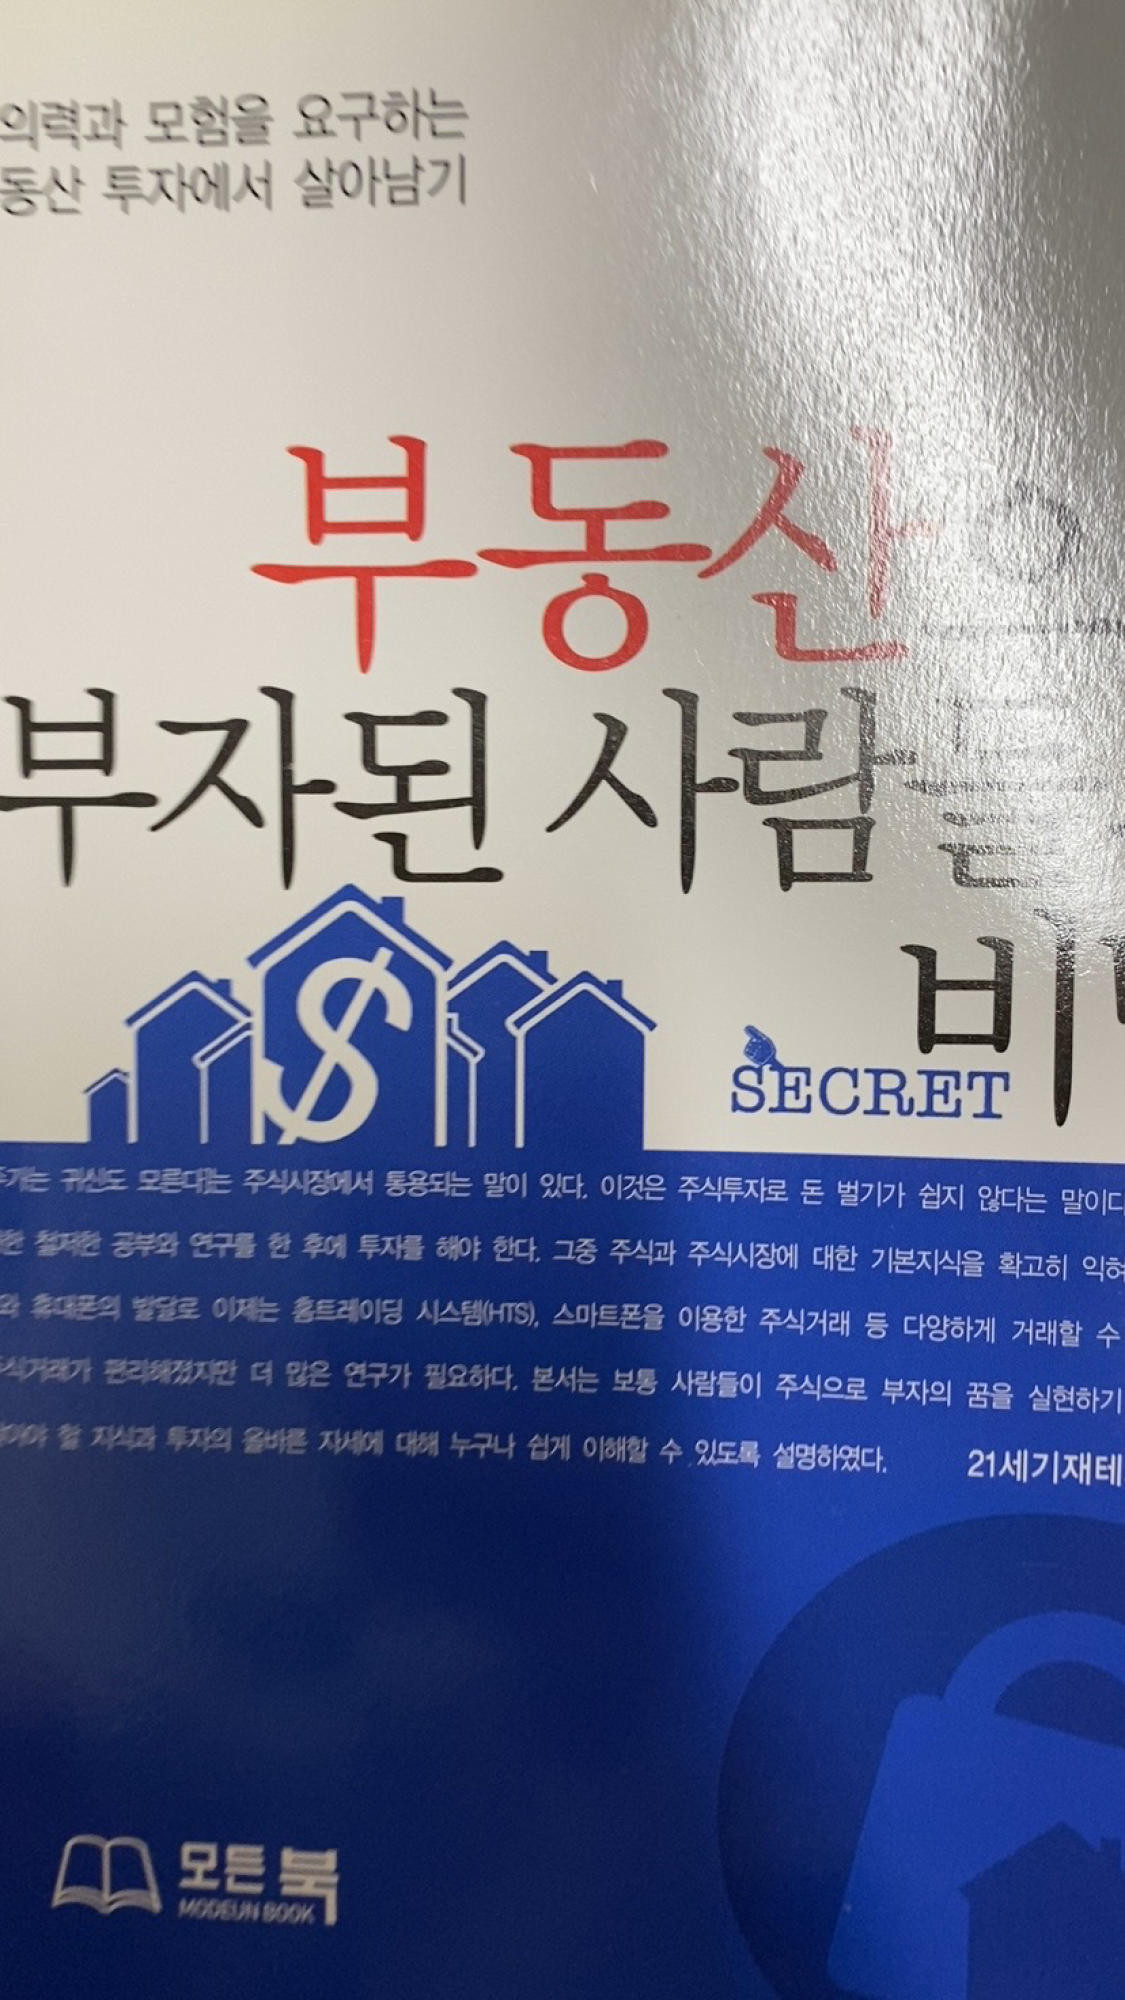 의력과 모험을 요구하는
동산 투자에서 살아남기
부동산
부자된 사람들
비
SECRET
귀신도 모른다는 주식시장에서 통용되는 말이 있다. 이것은 주식투자로 돈 벌기가 쉽지 않다는 말이다
철저한 공부와 연구를 한 후에 투자를 해야 한다. 그중 주식과 주식시장에 대한 기본지식을 확고히 익혀
와 휴대폰의 발달로 이제는 홈트레이딩 시스템(HTS), 스마트폰을 이용한 주식거래 등 다양하게 거래할 수
식거래가 편리해졌지만 더 많은 연구가 필요하다. 본서는 보통 사람들이 주식으로 부자의 꿈을 실현하기
할 지식과 투자의 올바른 자세에 대해 누구나 쉽게 이해할 수 있도록 설명하였다.
21세기재테
모든북
MODEUN BOOK